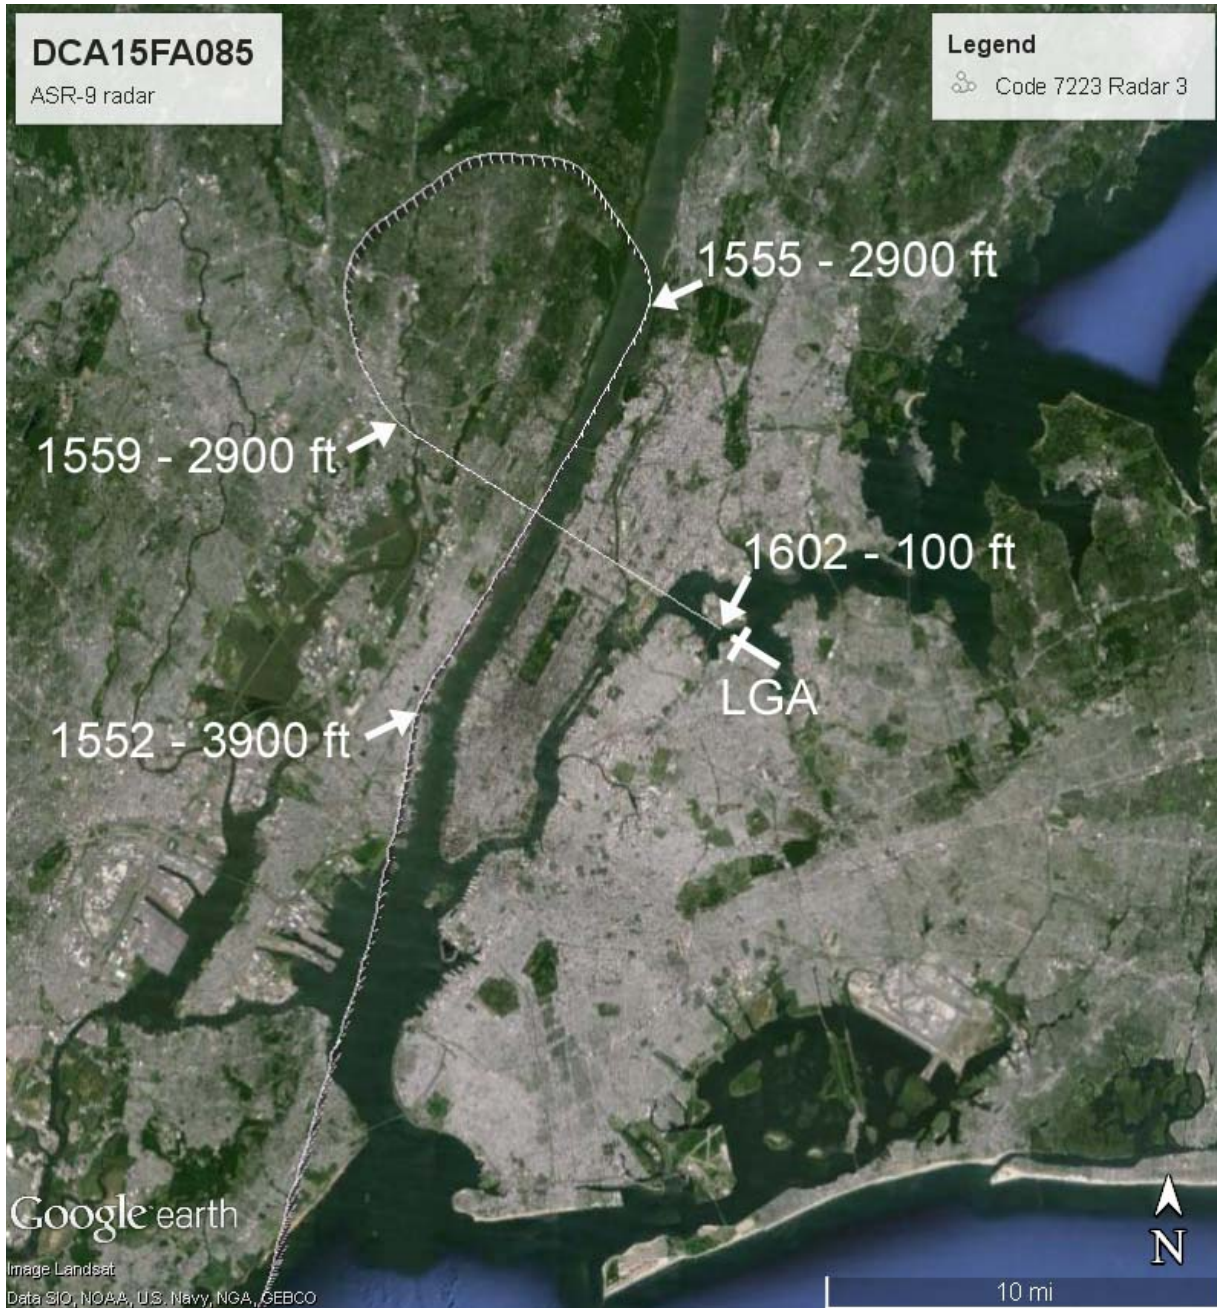 DCA15FA085
ASR-9 radar
Legend
Code 7223 Radar 3
1555 - 2900 ft
1559 - 2900 ft
1602 - 100 ft
LGA
1552 - 3900 ft
Google earth
Image Landsat
Data SIO, NOAA, U.S. Navy, NGA, GEBCO
N
10 mi